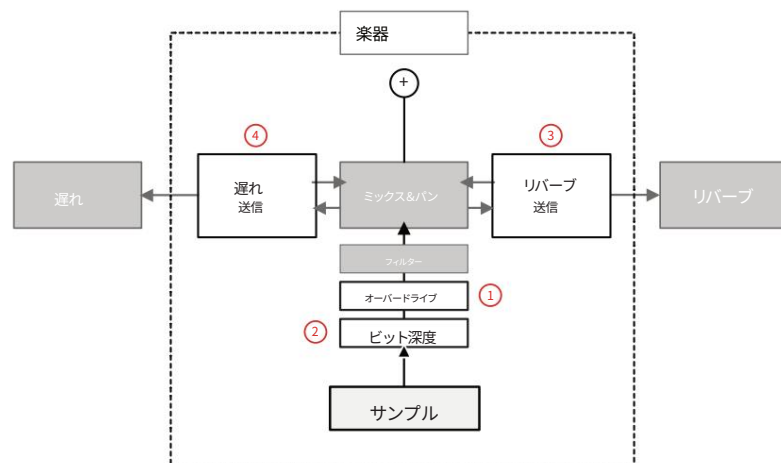 楽器
+
④
③
遅れ
遅れ
送信
ミックス&パン
リバーブ
送信
リバーブ
フィルター
オーバードライブ
①
②
ビット深度
サンプル